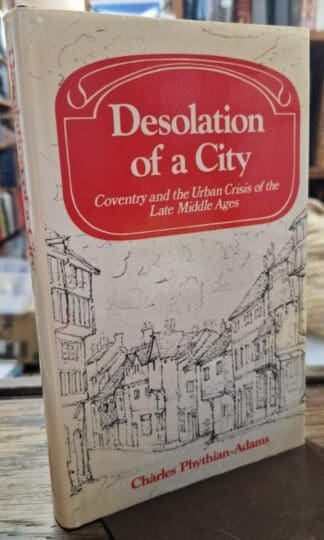 Desolation
of a City
Coventry and the Urban Crisis of the
Late Middle Ages
Charles Phythian-Adams